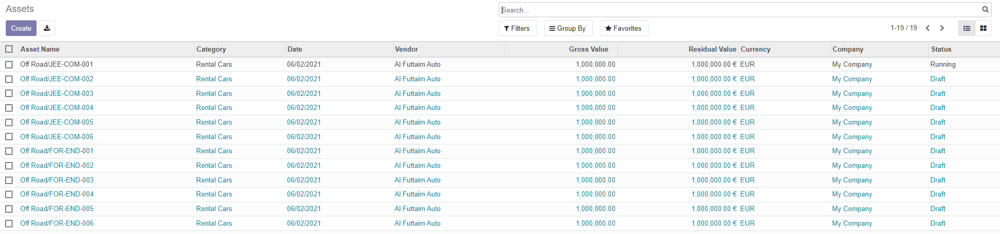 Assets
Search...
Create
Filters Group By Favorites 1-19 / 19
Asset Name Category Date Vendor Gross Value Residual Value Currency Company Status
Off Road/JEE-COM-001 Rental Cars 06/02/2021 Al Futtaim Auto 1,000,000.00 1,000,000.00 € EUR My Company Running
Off Road/JEE-COM-002 Rental Cars 06/02/2021 Al Futtaim Auto 1,000,000.00 1,000,000.00 € EUR My Company Draft
Off Road/JEE-COM-003 Rental Cars 06/02/2021 Al Futtaim Auto 1,000,000.00 1,000,000.00 € EUR My Company Draft
Off Road/JEE-COM-004 Rental Cars 06/02/2021 Al Futtaim Auto 1,000,000.00 1,000,000.00 € EUR My Company Draft
Off Road/JEE-COM-005 Rental Cars 06/02/2021 Al Futtaim Auto 1,000,000.00 1,000,000.00 € EUR My Company Draft
Off Road/JEE-COM-006 Rental Cars 06/02/2021 Al Futtaim Auto 1,000,000.00 1,000,000.00 € EUR My Company Draft
Off Road/FOR-END-001 Rental Cars 06/02/2021 Al Futtaim Auto 1,000,000.00 1,000,000.00 € EUR My Company Draft
Off Road/FOR-END-002 Rental Cars 06/02/2021 Al Futtaim Auto 1,000,000.00 1,000,000.00 € EUR My Company Draft
Off Road/FOR-END-003 Rental Cars 06/02/2021 Al Futtaim Auto 1,000,000.00 1,000,000.00 € EUR My Company Draft
Off Road/FOR-END-004 Rental Cars 06/02/2021 Al Futtaim Auto 1,000,000.00 1,000,000.00 € EUR My Company Draft
Off Road/FOR-END-005 Rental Cars 06/02/2021 Al Futtaim Auto 1,000,000.00 1,000,000.00 € EUR My Company Draft
Off Road/FOR-END-006 Rental Cars 06/02/2021 Al Futtaim Auto 1,000,000.00 1,000,000.00 € EUR My Company Draft